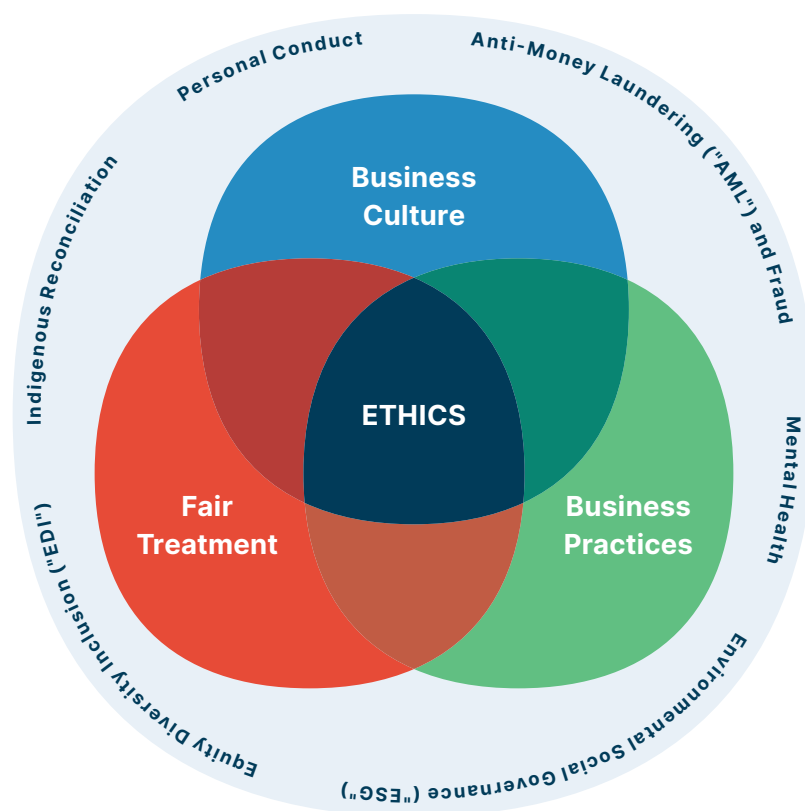 Personal Conduct
Anti-Money Laundering ("AML") and Fraud
Mental Health
Environmental Social Governance ("ESG")
Equity Diversity Inclusion ("EDI")
Indigenous Reconciliation
Business
Culture
ETHICS
Fair
Treatment
Business
Practices